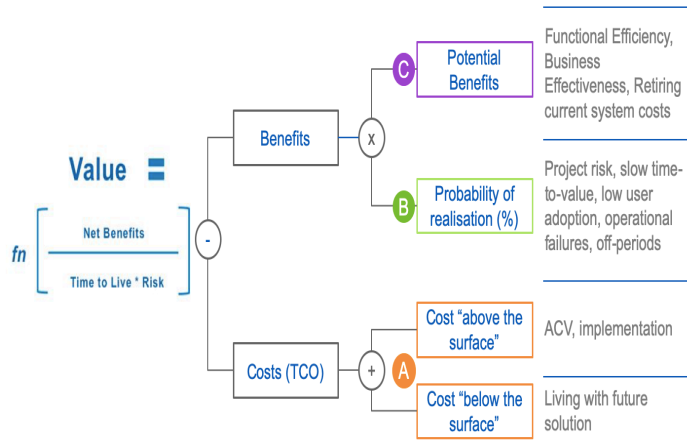 Value =
fn
Net Benefits
Time to Live * Risk
-
Benefits
x
C
Potential
Benefits
Functional Efficiency,
Business
Effectiveness, Retiring
current system costs
B
Probability of
realisation (%)
Project risk, slow time-
to-value, low user
adoption, operational
failures, off-periods
Costs (TCO)
+
A
Cost “above the
surface”
ACV, implementation
Cost “below the
surface”
Living with future
solution